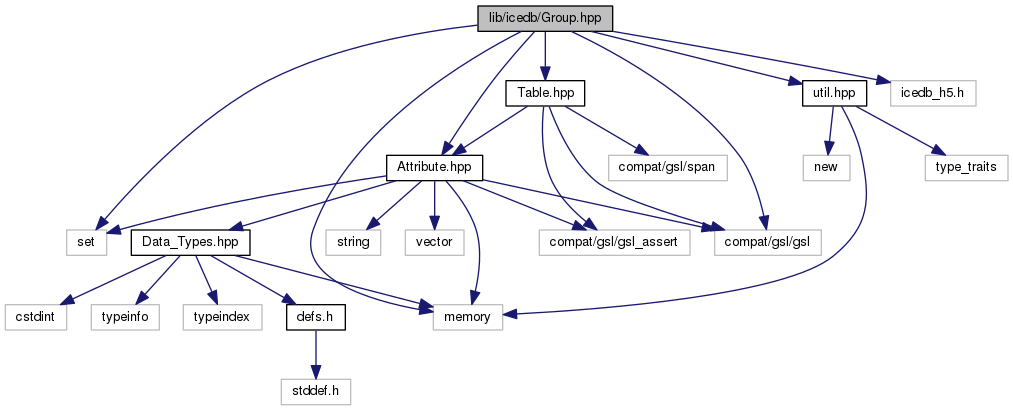 lib/icedb/Group.hpp
Table.hpp
util.hpp
icedb_h5.h
Attribute.hpp
compat/gsl/span
new
type_traits
set
Data_Types.hpp
string
vector
compat/gsl/gsl_assert
compat/gsl/gsl
cstdint
typeinfo
typeindex
defs.h
memory
stddef.h